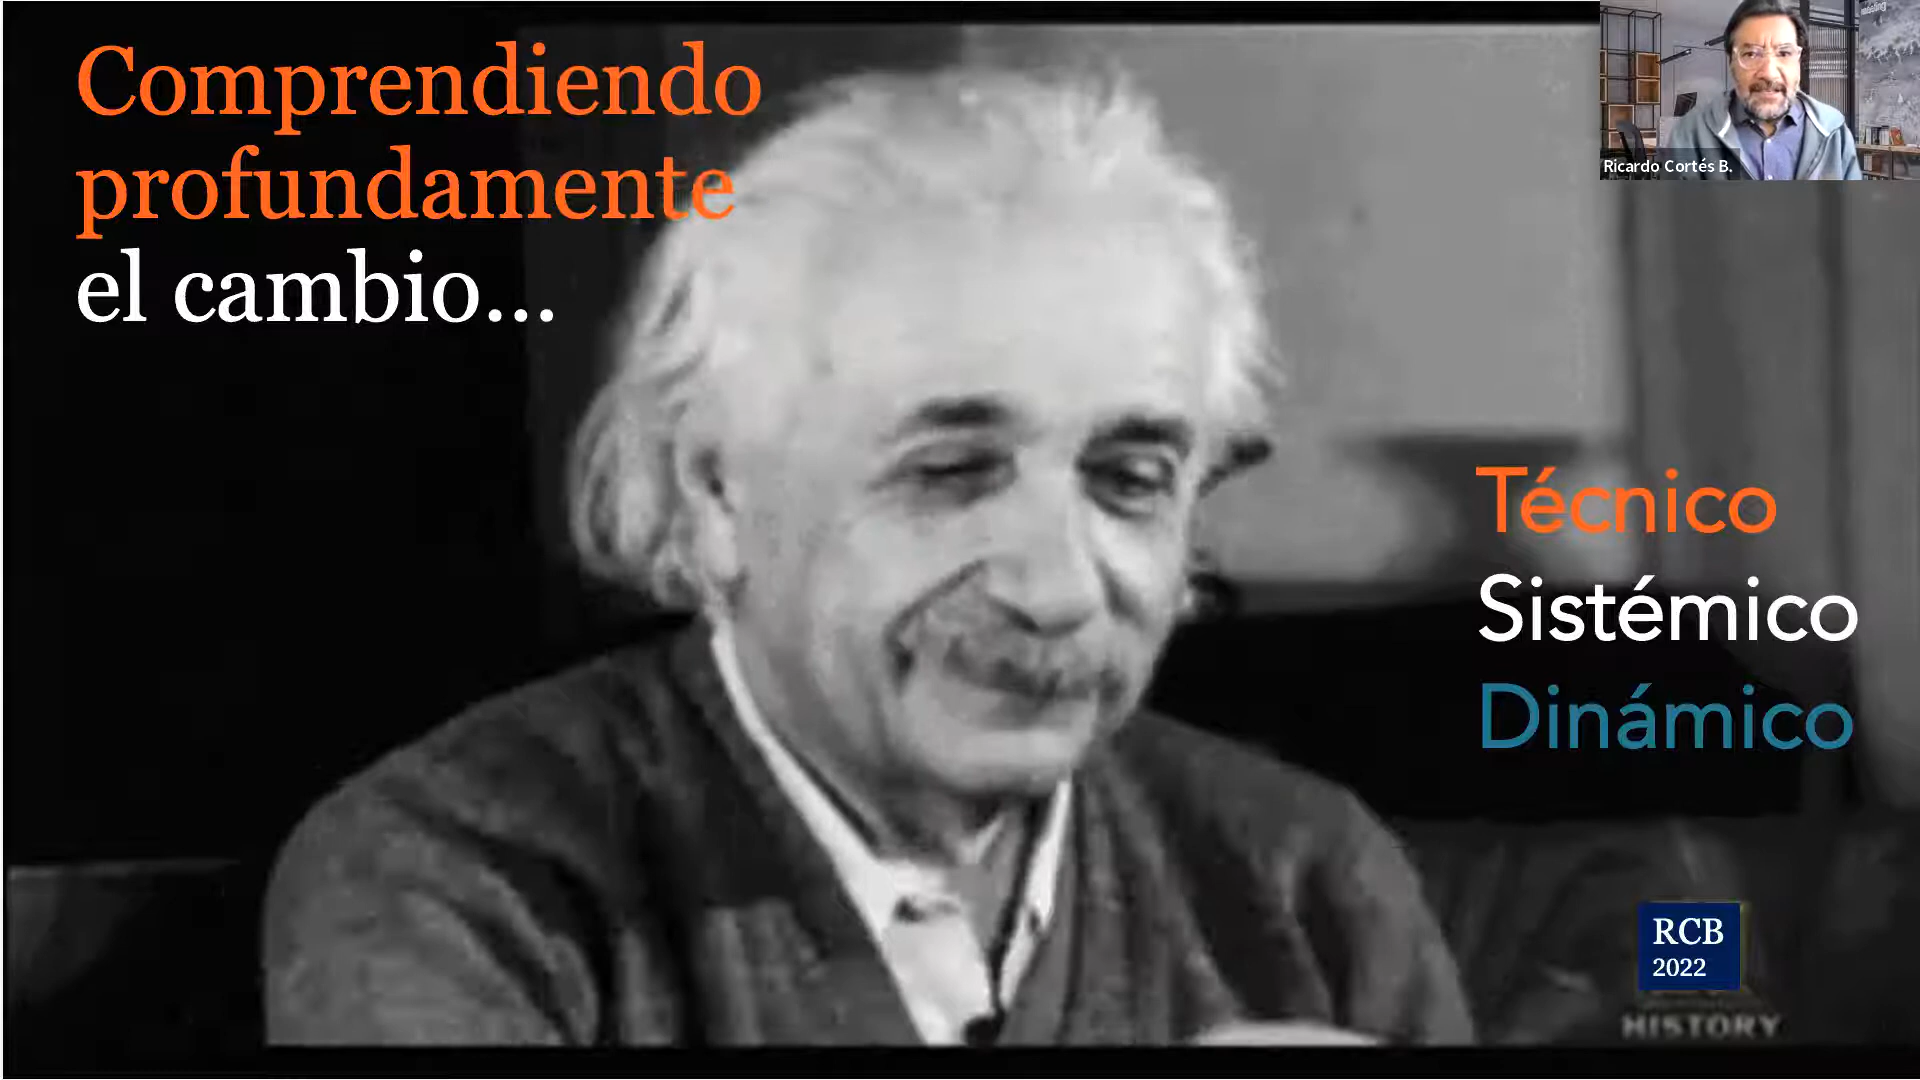 Comprendiendo
profundamente
el cambio...
Ricardo Cortés B.
Técnico
Sistémico
Dinámico
RCB
2022
HISTORY